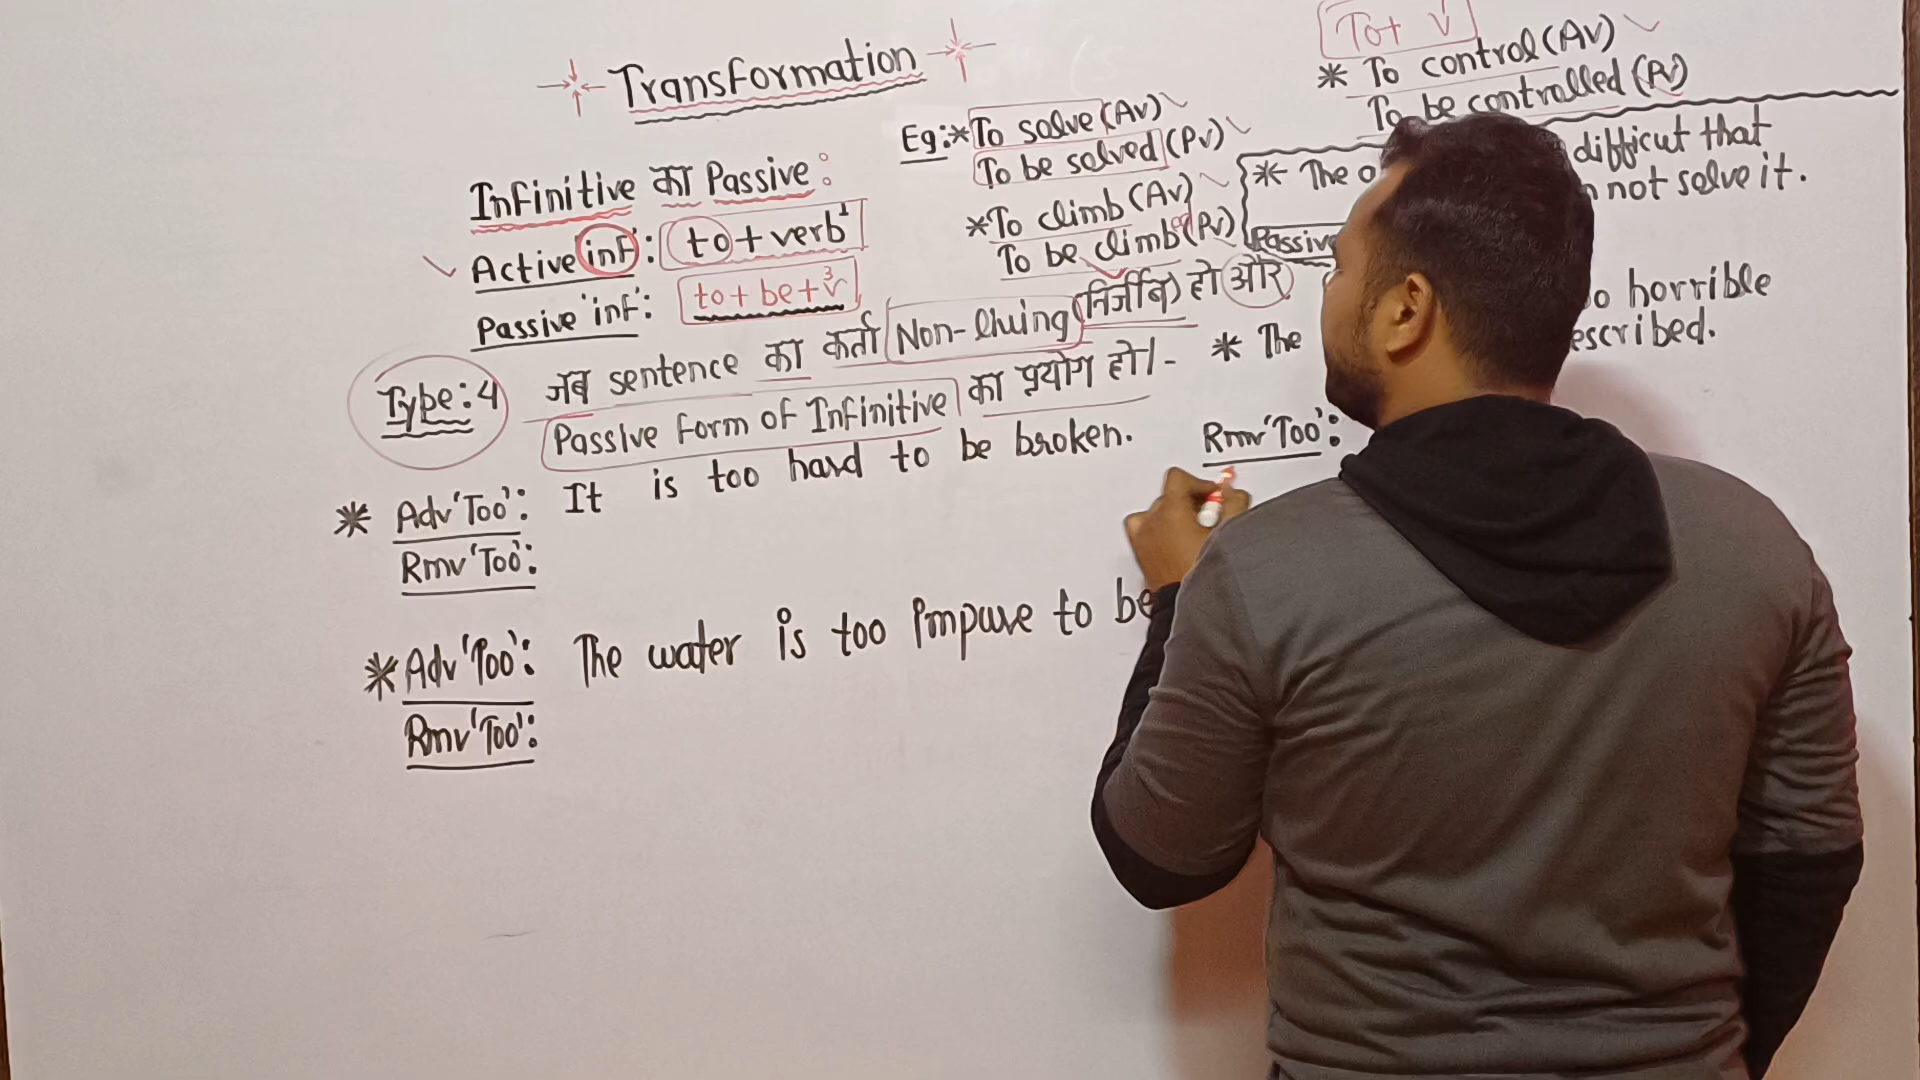 Transformation
Infinitive का Passive:
Active 'inf': to + verb¹
Passive 'inf': to + be + v³
Eg:* To solve (Av)
To be solved (Pv)
* To climb (Av)
To be climbed (Pv)
To + v¹
* To control (Av)
To be controlled (Pv)
* The difficut that
not solve it.
Passive
Type: 4 जब sentence का कर्ता Non-living (निर्जीव) हो और
Passive form of Infinitive का प्रयोग हो।-
* Adv 'Too': It is too hard to be broken.
Rmv 'Too':
* Adv 'Too': The water is too impure to be
Rmv 'Too':
* The horrible
Rmv 'Too':